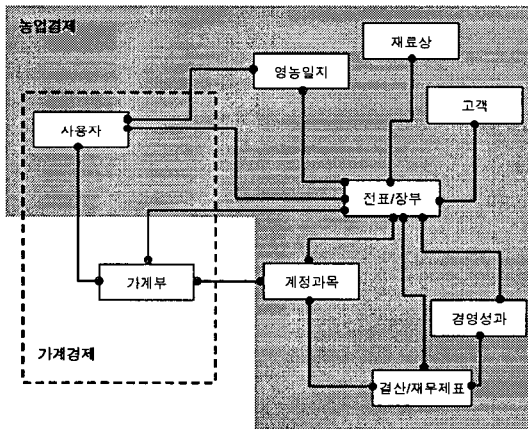 농업경제
재료상
영농일지
고객
사용자
전표/장부
가계부
계정과목
경영성과
가계경제
결산/재무제표